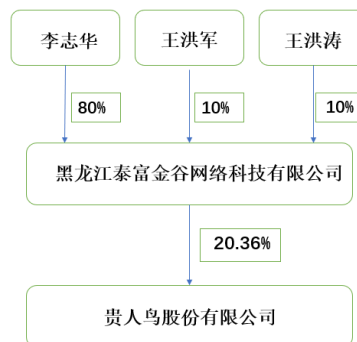 李志华 王洪军 王洪涛
80% 10% 10%
黑龙江泰富金谷网络科技有限公司
20.36%
贵人鸟股份有限公司